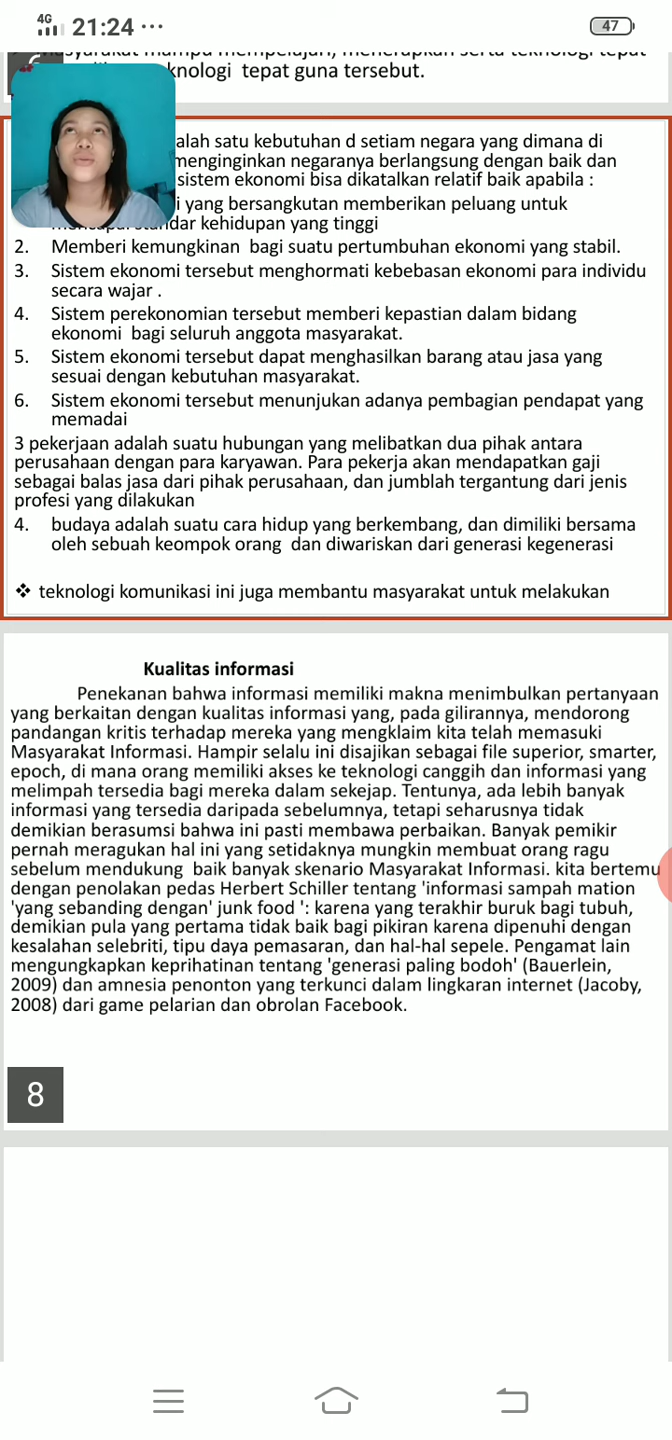 4G 21:24 ... 47
knologi tepat guna tersebut.
alah satu kebutuhan d setiam negara yang dimana di
menginginkan negaranya berlangsung dengan baik dan
sistem ekonomi bisa dikatalkan relatif baik apabila :
i yang bersangkutan memberikan peluang untuk
dar kehidupan yang tinggi
2. Memberi kemungkinan bagi suatu pertumbuhan ekonomi yang stabil.
3. Sistem ekonomi tersebut menghormati kebebasan ekonomi para individu
secara wajar .
4. Sistem perekonomian tersebut memberi kepastian dalam bidang
ekonomi bagi seluruh anggota masyarakat.
5. Sistem ekonomi tersebut dapat menghasilkan barang atau jasa yang
sesuai dengan kebutuhan masyarakat.
6. Sistem ekonomi tersebut menunjukan adanya pembagian pendapat yang
memadai
3 pekerjaan adalah suatu hubungan yang melibatkan dua pihak antara
perusahaan dengan para karyawan. Para pekerja akan mendapatkan gaji
sebagai balas jasa dari pihak perusahaan, dan jumblah tergantung dari jenis
profesi yang dilakukan
4. budaya adalah suatu cara hidup yang berkembang, dan dimiliki bersama
oleh sebuah keompok orang dan diwariskan dari generasi kegenerasi
❖ teknologi komunikasi ini juga membantu masyarakat untuk melakukan
Kualitas informasi
Penekanan bahwa informasi memiliki makna menimbulkan pertanyaan
yang berkaitan dengan kualitas informasi yang, pada gilirannya, mendorong
pandangan kritis terhadap mereka yang mengklaim kita telah memasuki
Masyarakat Informasi. Hampir selalu ini disajikan sebagai file superior, smarter,
epoch, di mana orang memiliki akses ke teknologi canggih dan informasi yang
melimpah tersedia bagi mereka dalam sekejap. Tentunya, ada lebih banyak
informasi yang tersedia daripada sebelumnya, tetapi seharusnya tidak
demikian berasumsi bahwa ini pasti membawa perbaikan. Banyak pemikir
pernah meragukan hal ini yang setidaknya mungkin membuat orang ragu
sebelum mendukung baik banyak skenario Masyarakat Informasi. kita bertemu
dengan penolakan pedas Herbert Schiller tentang 'informasi sampah mation
'yang sebanding dengan' junk food ': karena yang terakhir buruk bagi tubuh,
demikian pula yang pertama tidak baik bagi pikiran karena dipenuhi dengan
kesalahan selebriti, tipu daya pemasaran, dan hal-hal sepele. Pengamat lain
mengungkapkan keprihatinan tentang 'generasi paling bodoh' (Bauerlein,
2009) dan amnesia penonton yang terkunci dalam lingkaran internet (Jacoby,
2008) dari game pelarian dan obrolan Facebook.
8